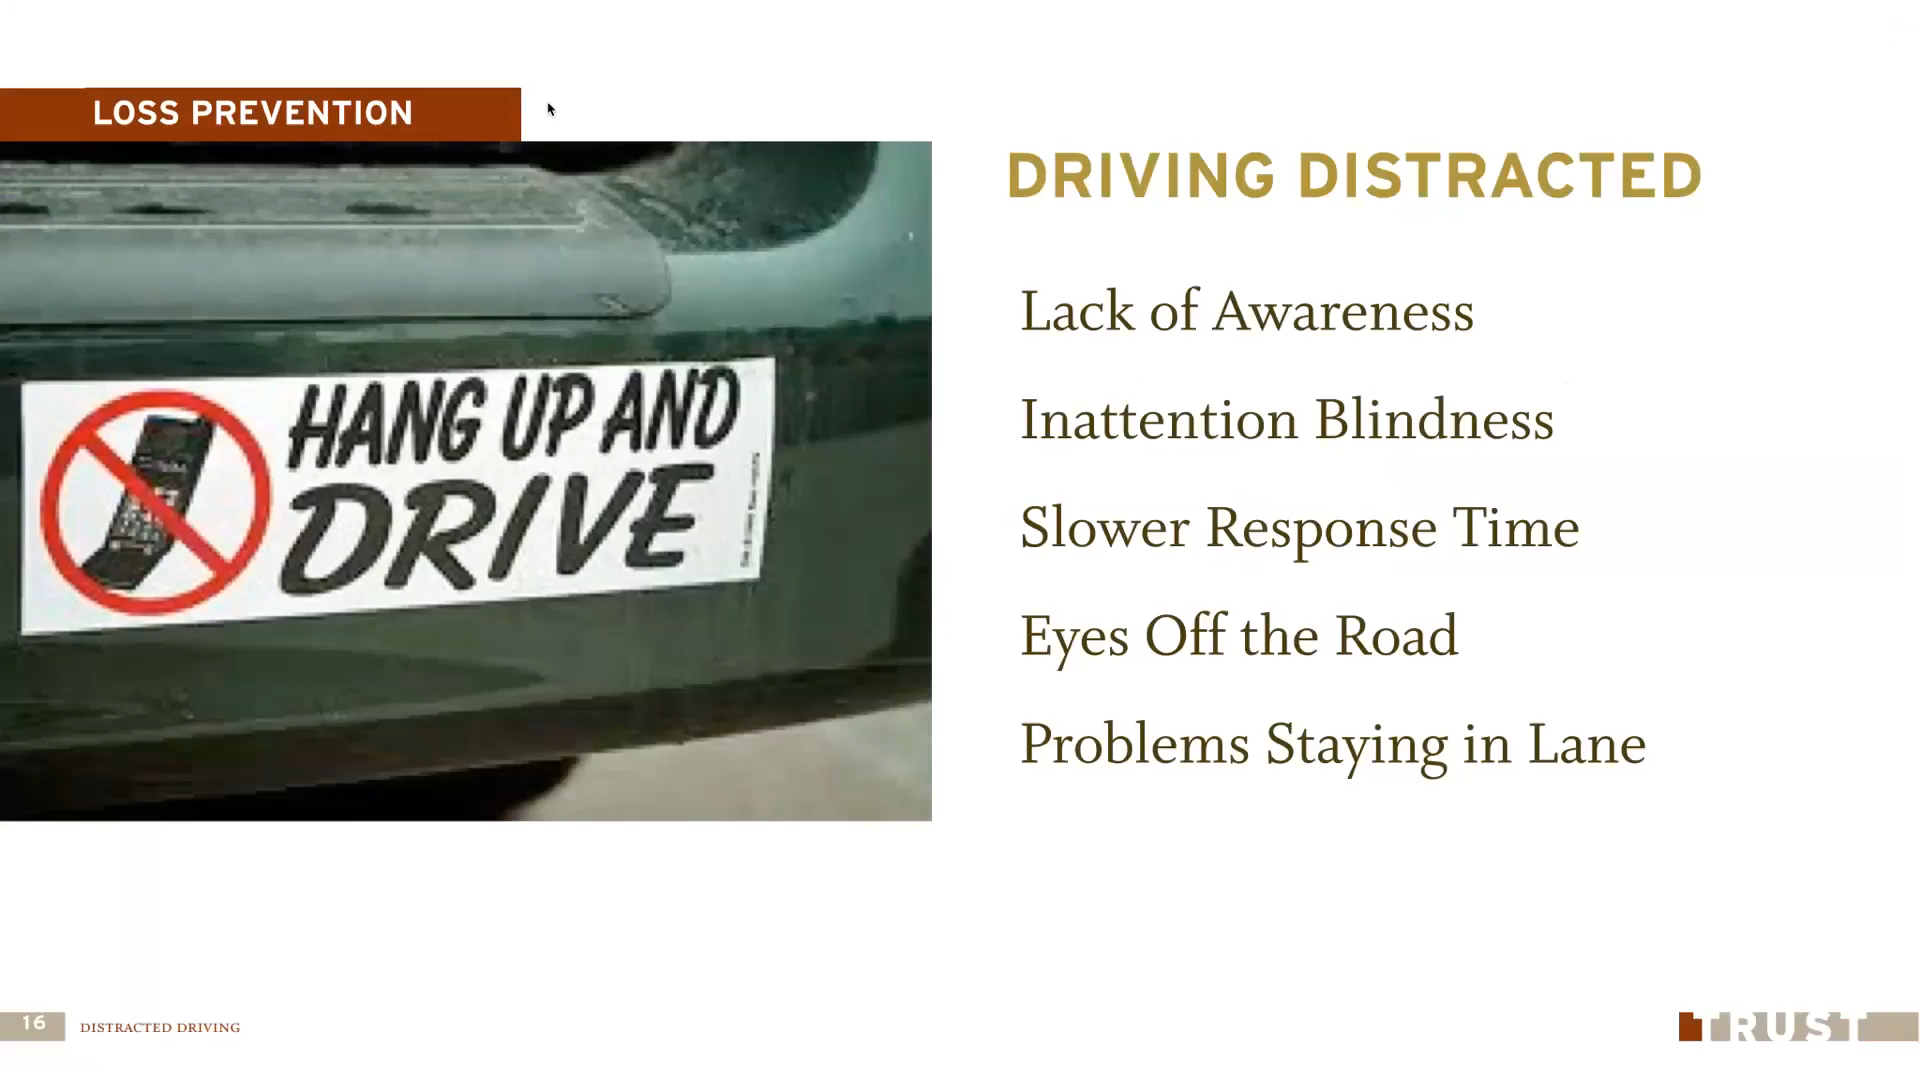 LOSS PREVENTION
HANG UP AND
DRIVE
DRIVING DISTRACTED
Lack of Awareness
Inattention Blindness
Slower Response Time
Eyes Off the Road
Problems Staying in Lane
16
DISTRACTED DRIVING
TRUST